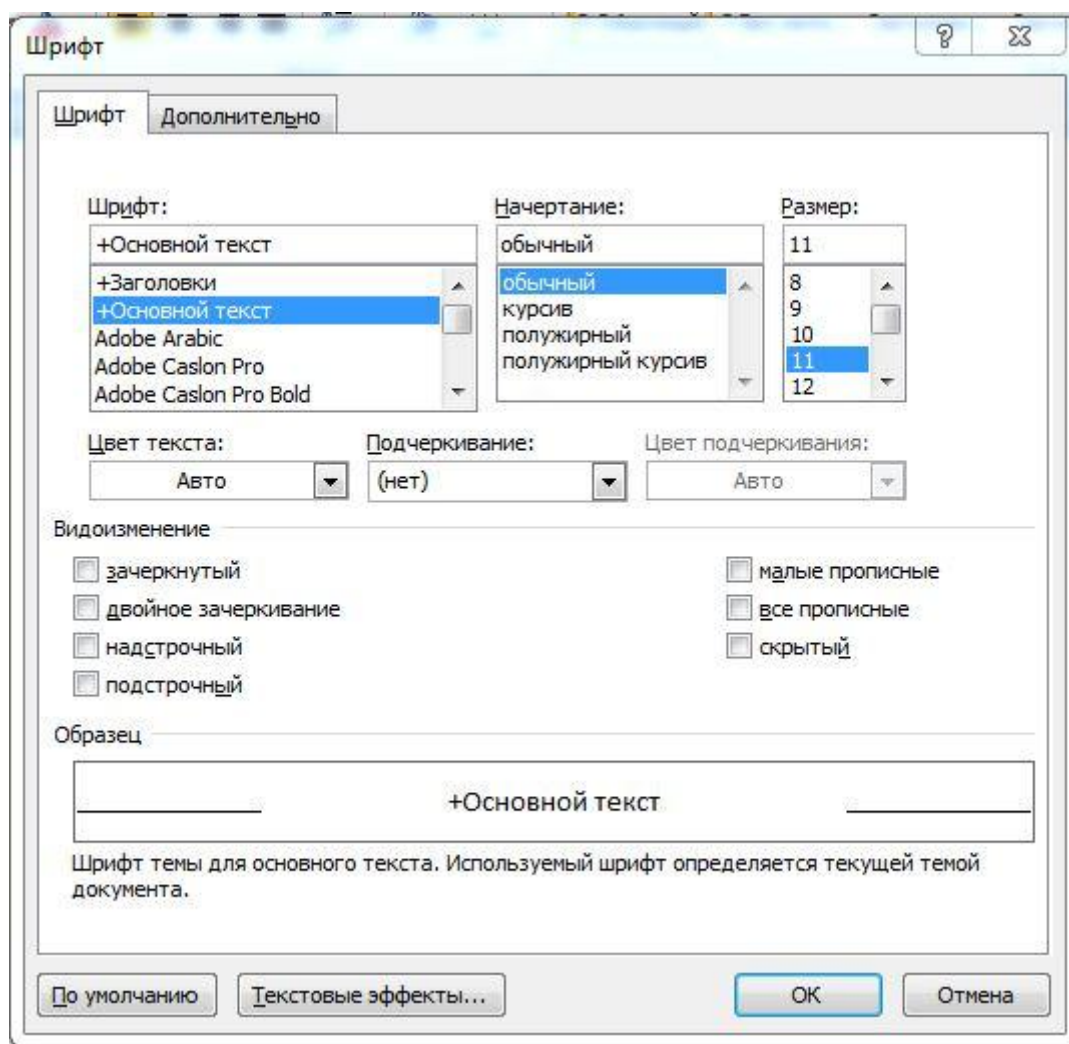 Шрифт
Шрифт Дополнительно
Шрифт: Начертание: Размер:
+Основной текст обычный 11
+Заголовки обычный 8
+Основной текст курсив 9
Adobe Arabic полужирный 10
Adobe Caslon Pro полужирный курсив 11
Adobe Caslon Pro Bold 12
Цвет текста: Подчеркивание: Цвет подчеркивания:
Авто (нет) Авто
Видоизменение
зачеркнутый малые прописные
двойное зачеркивание все прописные
надстрочный скрытый
подстрочный
Образец
+Основной текст
Шрифт темы для основного текста. Используемый шрифт определяется текущей темой
документа.
По умолчанию Текстовые эффекты... ОК Отмена